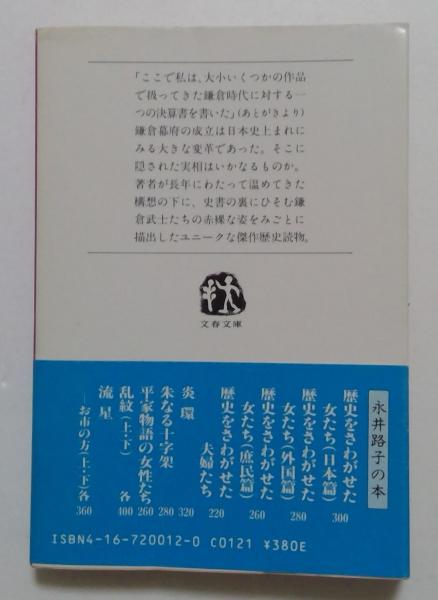 「ここで私は、大小いくつかの作品
で扱ってきた鎌倉時代に対する一
つの決算書を書いた」(あとがきより)
鎌倉幕府の成立は日本史上まれに
みる大きな変革であった。そこに
隠された実相はいかなるものか。
著者が長年にわたって温めてきた
構想の下に、史書の裏にひそむ鎌
倉武士たちの赤裸な姿をみごとに
描出したユニークな傑作歴史読物。
文春文庫
永井路子の本
歴史をさわがせた
女たち(日本篇) 300
歴史をさわがせた
女たち(外国篇) 280
歴史をさわがせた
女たち(庶民篇) 260
歴史をさわがせた
夫婦たち 220
炎環 320
朱なる十字架 280
平家物語の女性たち 260
乱紋(上・下) 各400
流星
—お市の方(上・下)各360
ISBN4-16-720012-0 C0121 ¥380E